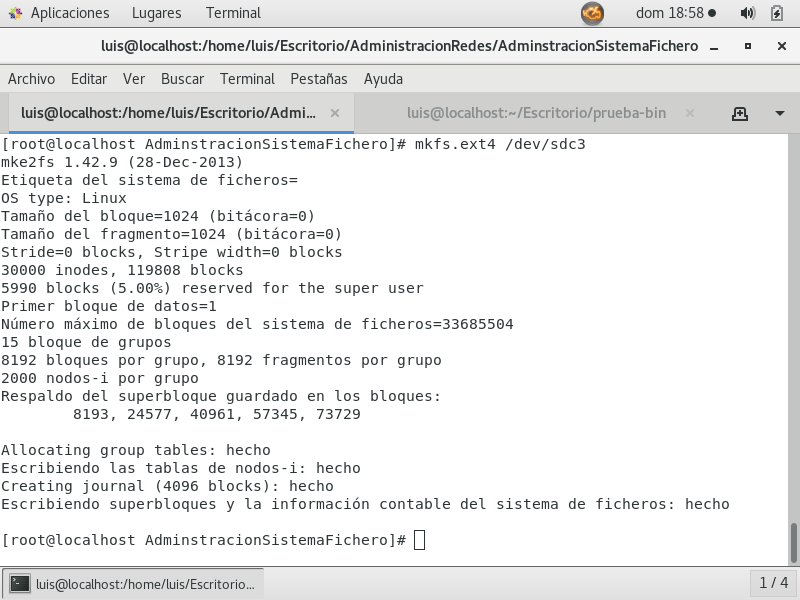 Aplicaciones Lugares Terminal dom 18:58
luis@localhost:/home/luis/Escritorio/AdministracionRedes/AdminstracionSistemaFichero
Archivo Editar Ver Buscar Terminal Pestañas Ayuda
luis@localhost:/home/luis/Escritorio/Admi... × luis@localhost:~/Escritorio/prueba-bin ×
[root@localhost AdminstracionSistemaFichero]# mkfs.ext4 /dev/sdc3
mke2fs 1.42.9 (28-Dec-2013)
Etiqueta del sistema de ficheros=
OS type: Linux
Tamaño del bloque=1024 (bitácora=0)
Tamaño del fragmento=1024 (bitácora=0)
Stride=0 blocks, Stripe width=0 blocks
30000 inodes, 119808 blocks
5990 blocks (5.00%) reserved for the super user
Primer bloque de datos=1
Número máximo de bloques del sistema de ficheros=33685504
15 bloque de grupos
8192 bloques por grupo, 8192 fragmentos por grupo
2000 nodos-i por grupo
Respaldo del superbloque guardado en los bloques:
8193, 24577, 40961, 57345, 73729
Allocating group tables: hecho
Escribiendo las tablas de nodos-i: hecho
Creating journal (4096 blocks): hecho
Escribiendo superbloques y la información contable del sistema de ficheros: hecho
[root@localhost AdminstracionSistemaFichero]#
luis@localhost:/home/luis/Escritorio... 1 / 4